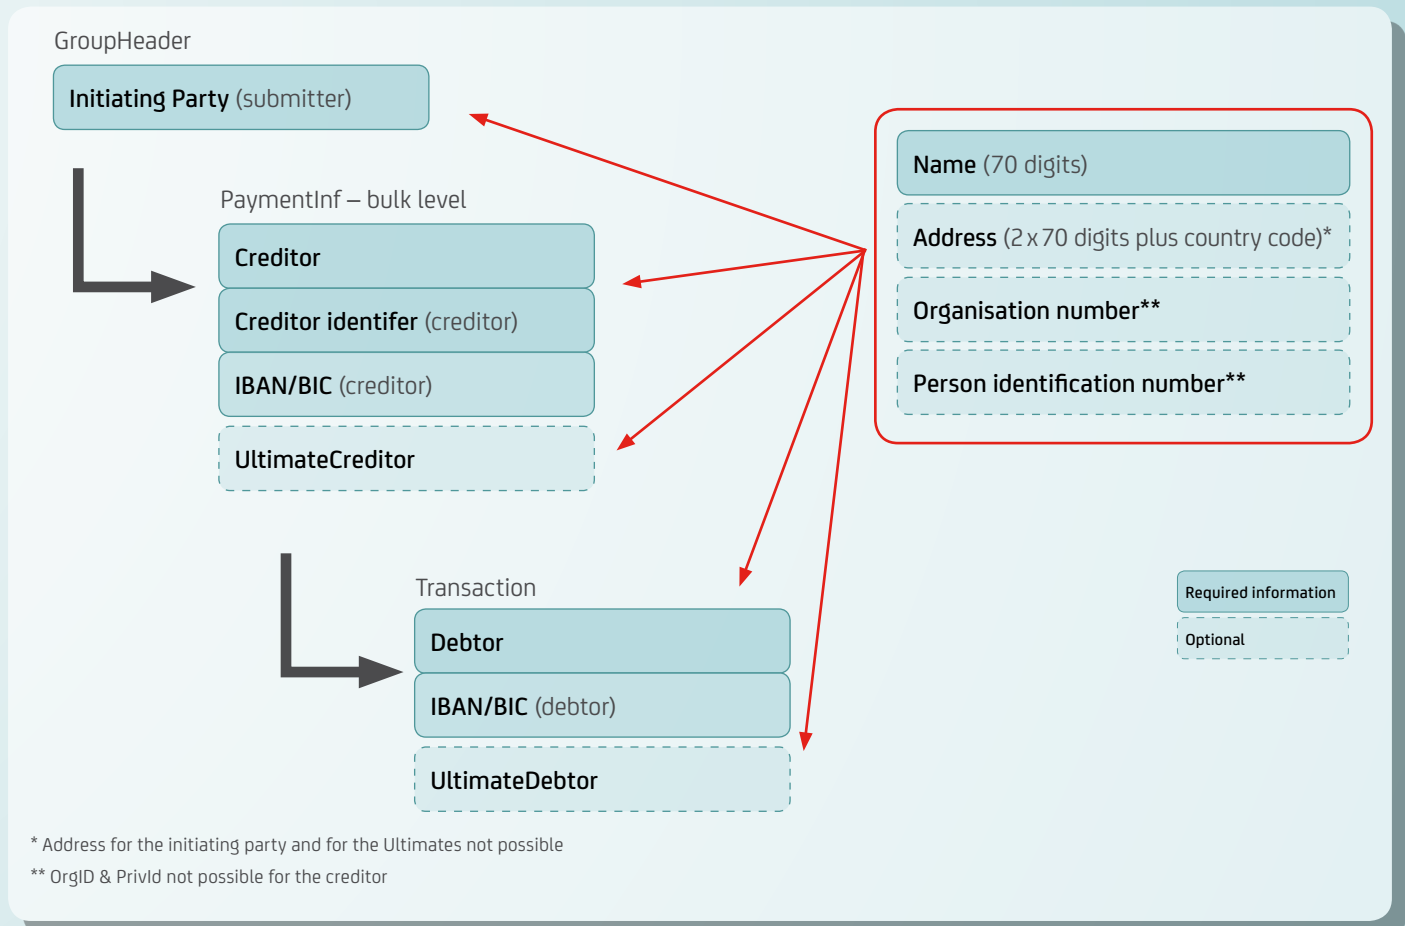 GroupHeader
Initiating Party (submitter)
PaymentInf – bulk level
Creditor
Creditor identifer (creditor)
IBAN/BIC (creditor)
UltimateCreditor
Transaction
Debtor
IBAN/BIC (debtor)
UltimateDebtor
Name (70 digits)
Address (2 x 70 digits plus country code)*
Organisation number**
Person identification number**
Required information
Optional
* Address for the initiating party and for the Ultimates not possible
** OrgID & PrivId not possible for the creditor